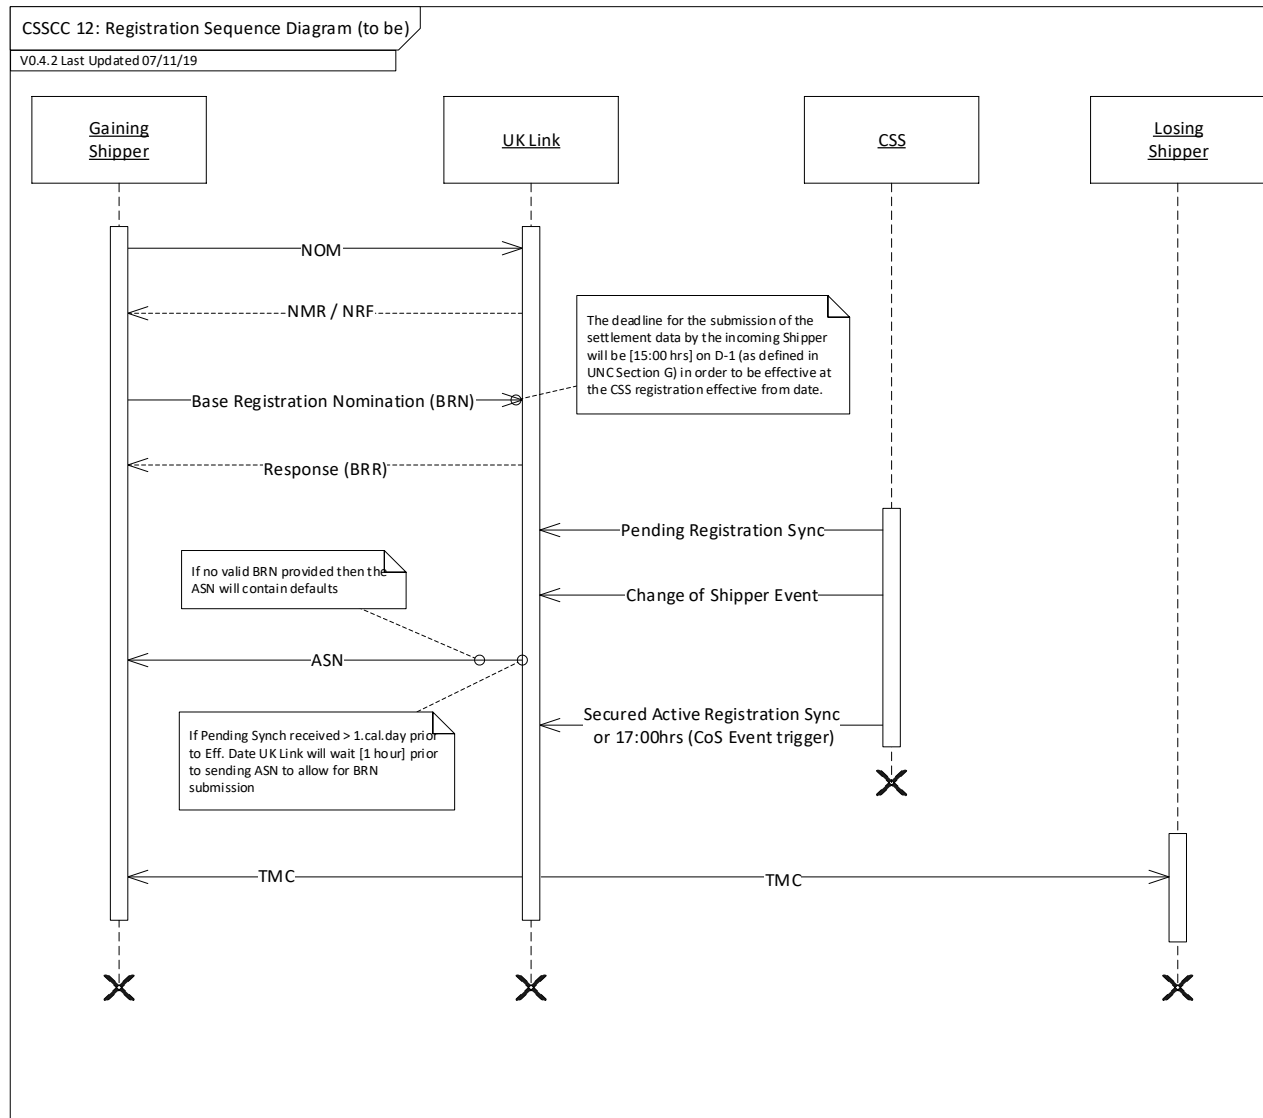 CSSCC 12: Registration Sequence Diagram (to be)
V0.4.2 Last Updated 07/11/19
Gaining
Shipper
UK Link
CSS
Losing
Shipper
NOM
NMR / NRF
The deadline for the submission of the
settlement data by the incoming Shipper
will be [15:00 hrs] on D-1 (as defined in
UNC Section G) in order to be effective at
the CSS registration effective from date.
Base Registration Nomination (BRN)
Response (BRR)
Pending Registration Sync
If no valid BRN provided then the
ASN will contain defaults
Change of Shipper Event
ASN
Secured Active Registration Sync
or 17:00hrs (CoS Event trigger)
If Pending Synch received > 1.cal.day prior
to Eff. Date UK Link will wait [1 hour] prior
to sending ASN to allow for BRN
submission
TMC
TMC